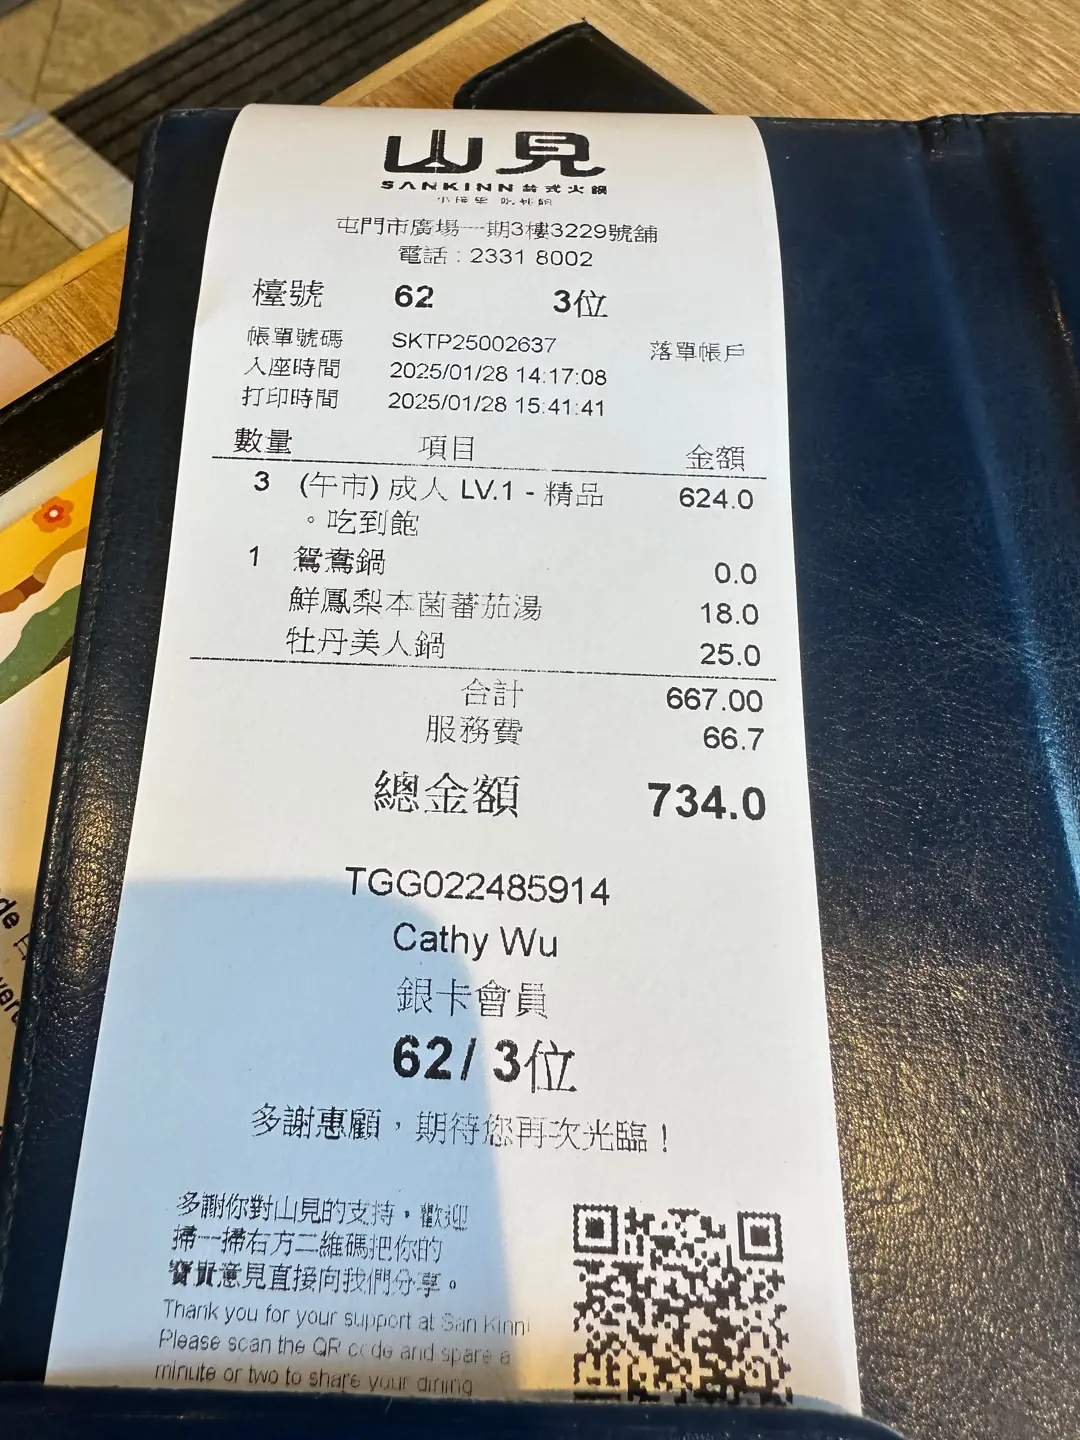 山見
SANKINN 台式火鍋
屯門市廣場一期3樓3229號舖
電話 : 2331 8002
檯號 62 3位
帳單號碼 SKTP25002637 落單帳戶
入座時間 2025/01/28 14:17:08
打印時間 2025/01/28 15:41:41
數量 項目 金額
3 (午市) 成人 LV.1 - 精品 624.0
。吃到飽
1 鴛鴦鍋 0.0
鮮鳳梨本菌蕃茄湯 18.0
牡丹美人鍋 25.0
合計 667.00
服務費 66.7
總金額 734.0
TGG022485914
Cathy Wu
銀卡會員
62/ 3位
多謝惠顧，期待您再次光臨！
多謝你對山見的支持，歡迎
掃一掃右方二維碼把你的
寶貴意見直接向我們分享。
Thank you for your support at San Kinn!
Please scan the QR code and spare a
minute or two to share your dining